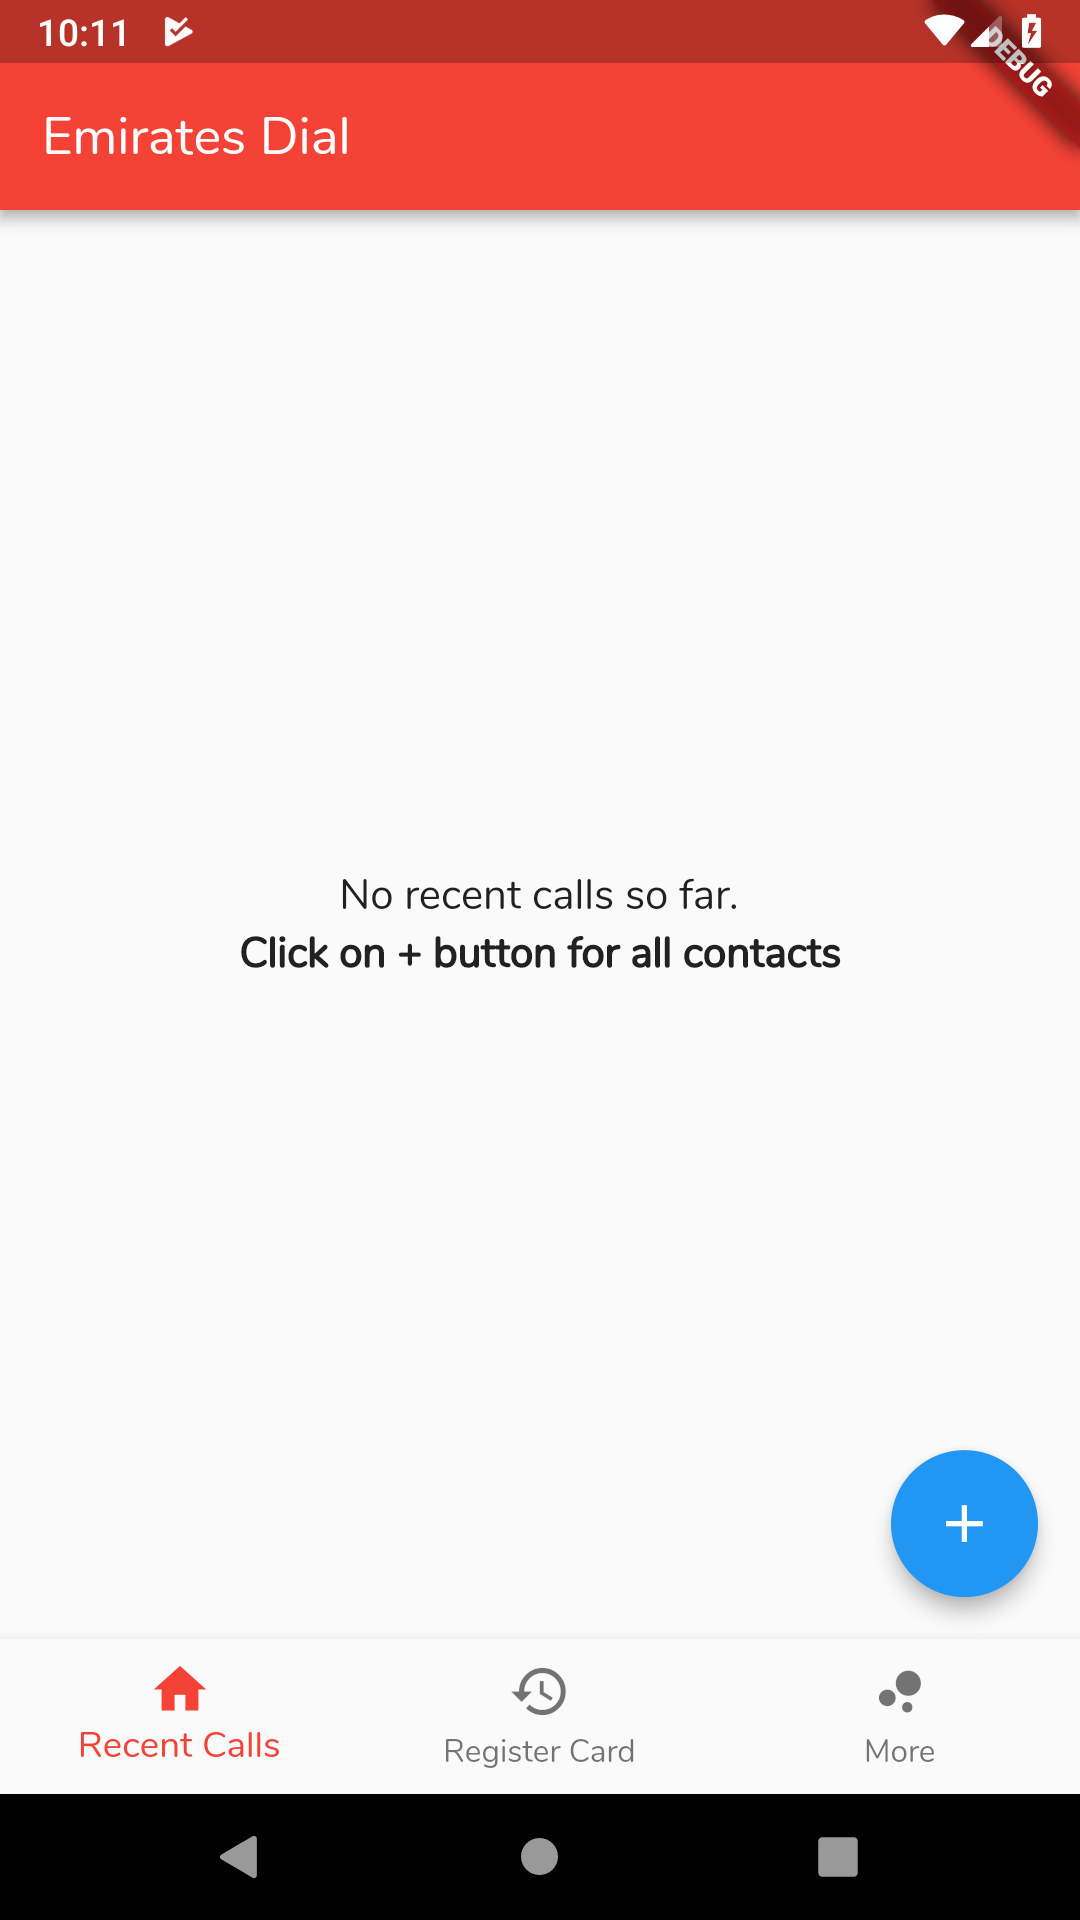 10:11
DEBUG
Emirates Dial
No recent calls so far.
Click on + button for all contacts
Recent Calls
Register Card
More